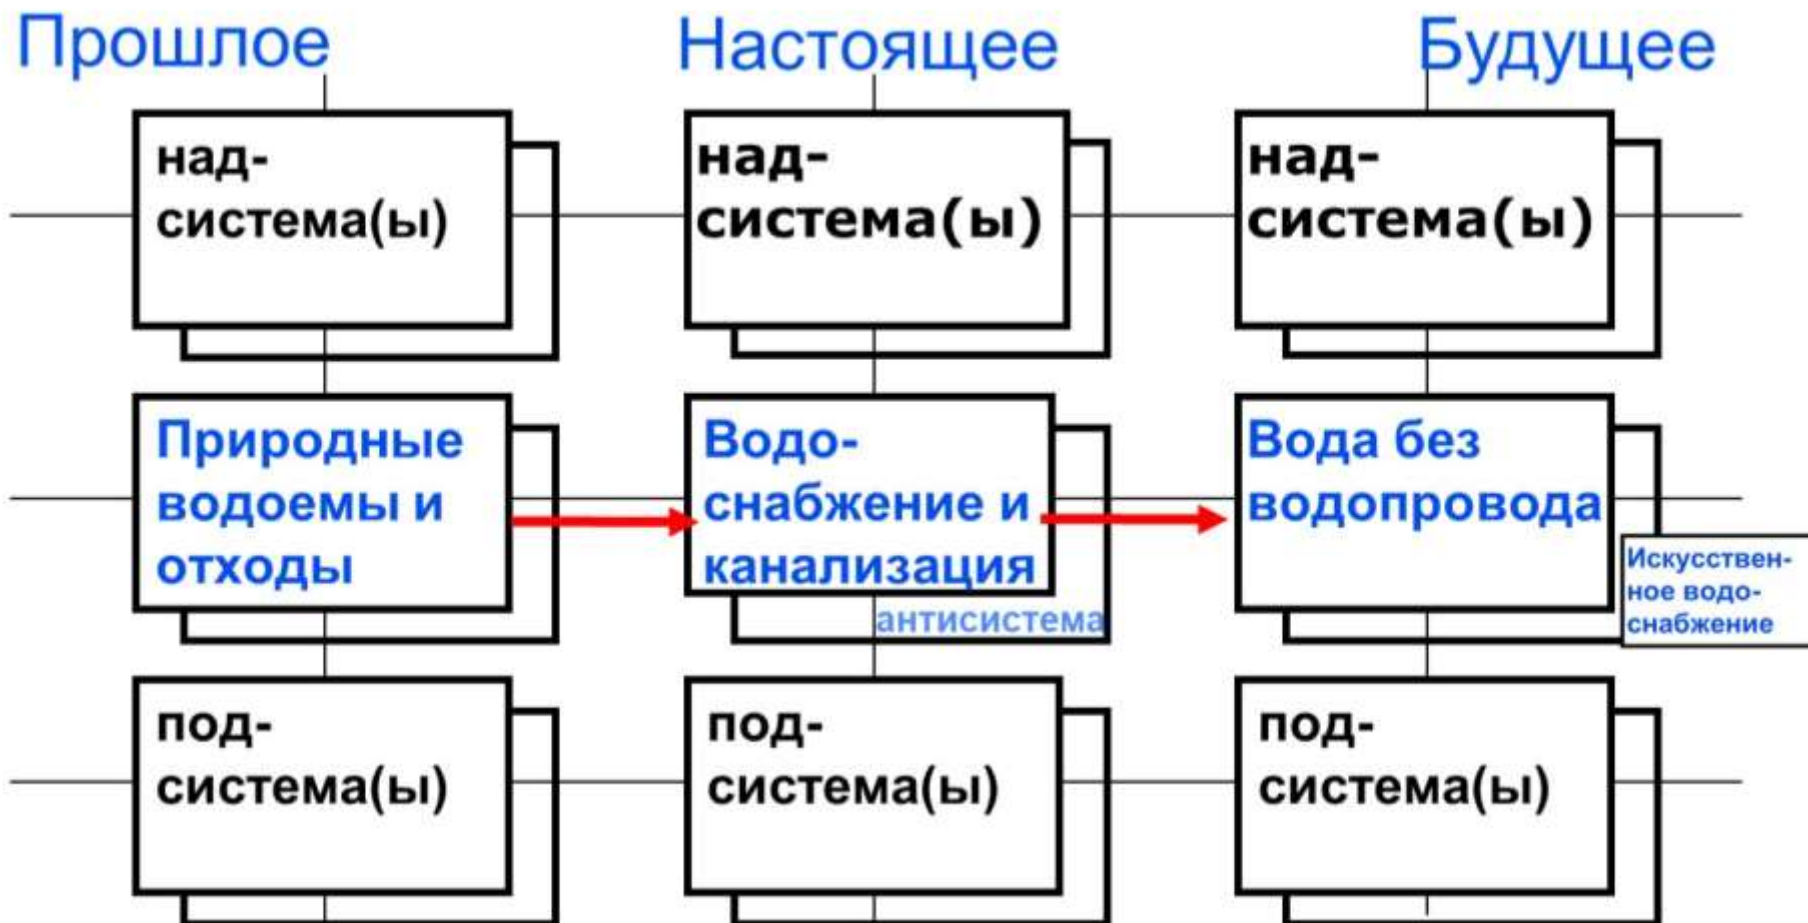 Прошлое
Настоящее
Будущее
над-
система(ы)
над-
система(ы)
над-
система(ы)
Природные
водоемы и
отходы
Водо-
снабжение и
канализация
антисистема
Вода без
водопровода
Искусствен-
ное водо-
снабжение
под-
система(ы)
под-
система(ы)
под-
система(ы)